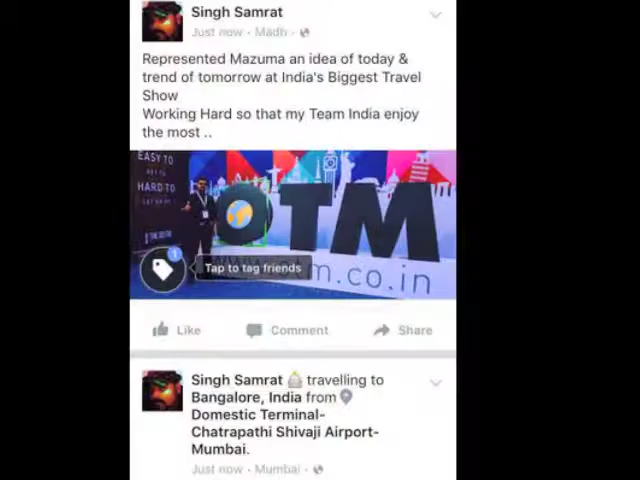 Singh Samrat
Just now · Madh ·
Represented Mazuma an idea of today &
trend of tomorrow at India's Biggest Travel
Show
Working Hard so that my Team India enjoy
the most ..
EASY TO
HARD TO
OTM
m.co.in
1
Tap to tag friends
Like Comment Share
Singh Samrat travelling to
Bangalore, India from
Domestic Terminal-
Chatrapathi Shivaji Airport-
Mumbai.
Just now · Mumbai ·